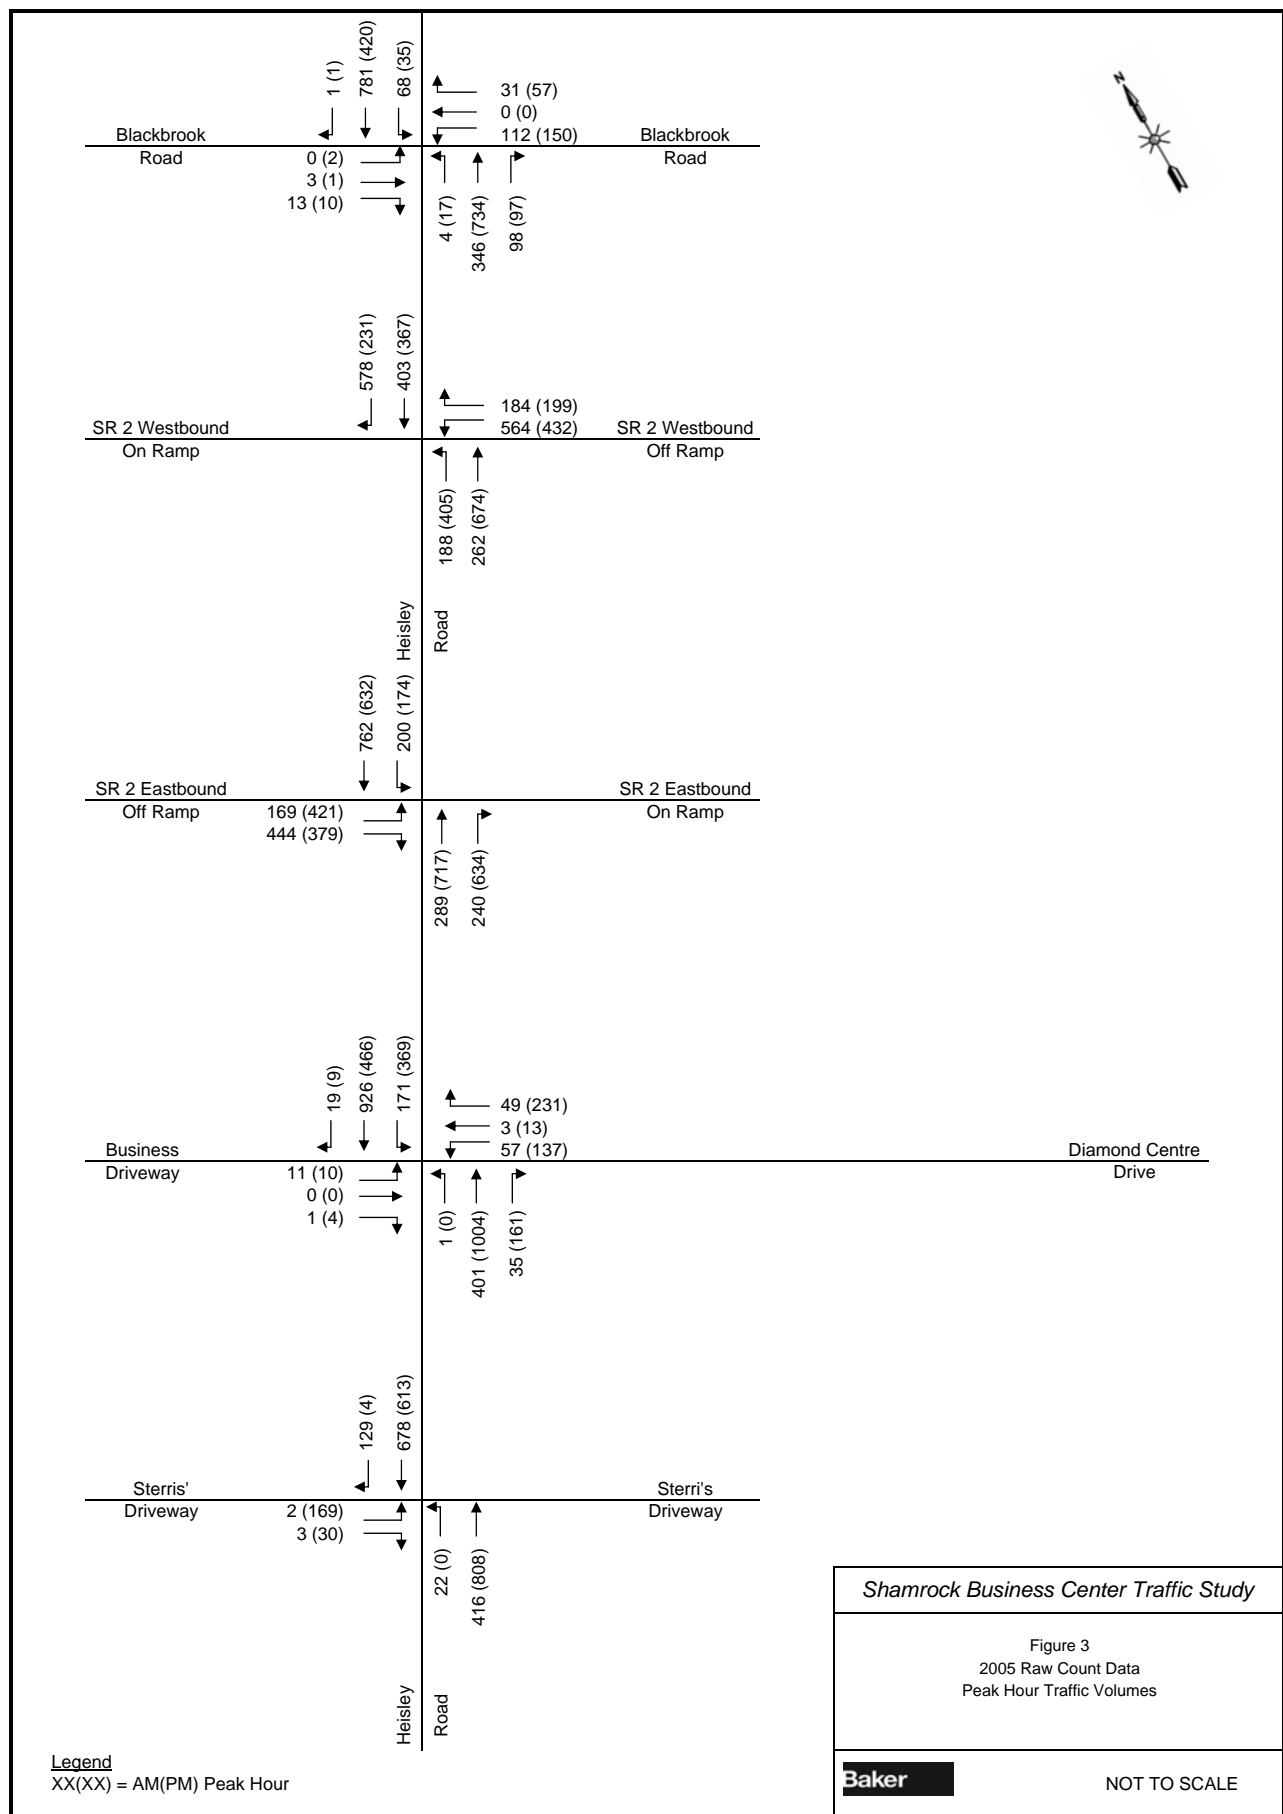 1 (1)
781 (420)
68 (35)
31 (57)
0 (0)
112 (150)
Blackbrook
Road
Blackbrook
Road
0 (2)
3 (1)
13 (10)
4 (17)
346 (734)
98 (97)
N
578 (231)
403 (367)
184 (199)
564 (432)
SR 2 Westbound
On Ramp
SR 2 Westbound
Off Ramp
188 (405)
262 (674)
Heisley
Road
762 (632)
200 (174)
SR 2 Eastbound
Off Ramp
SR 2 Eastbound
On Ramp
169 (421)
444 (379)
289 (717)
240 (634)
19 (9)
926 (466)
171 (369)
49 (231)
3 (13)
57 (137)
Business
Driveway
Diamond Centre
Drive
11 (10)
0 (0)
1 (4)
1 (0)
401 (1004)
35 (161)
129 (4)
678 (613)
Sterris'
Driveway
Sterri's
Driveway
2 (169)
3 (30)
22 (0)
416 (808)
Heisley
Road
Shamrock Business Center Traffic Study
Figure 3
2005 Raw Count Data
Peak Hour Traffic Volumes
Baker
NOT TO SCALE
Legend
XX(XX) = AM(PM) Peak Hour